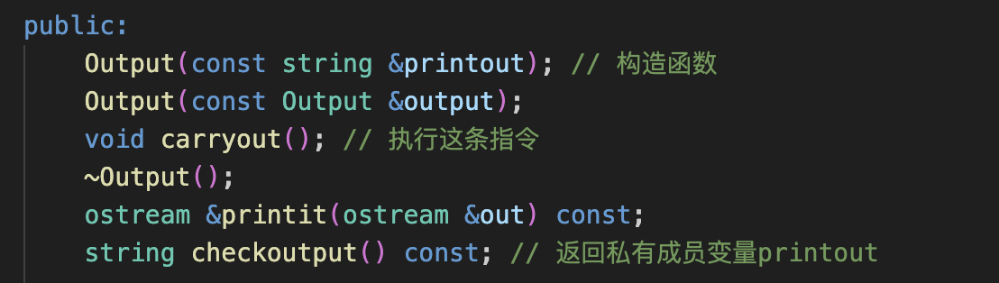 public:
Output(const string &printout); // 构造函数
Output(const Output &output);
void carryout(); // 执行这条指令
~Output();
ostream &printit(ostream &out) const;
string checkoutput() const; // 返回私有成员变量printout